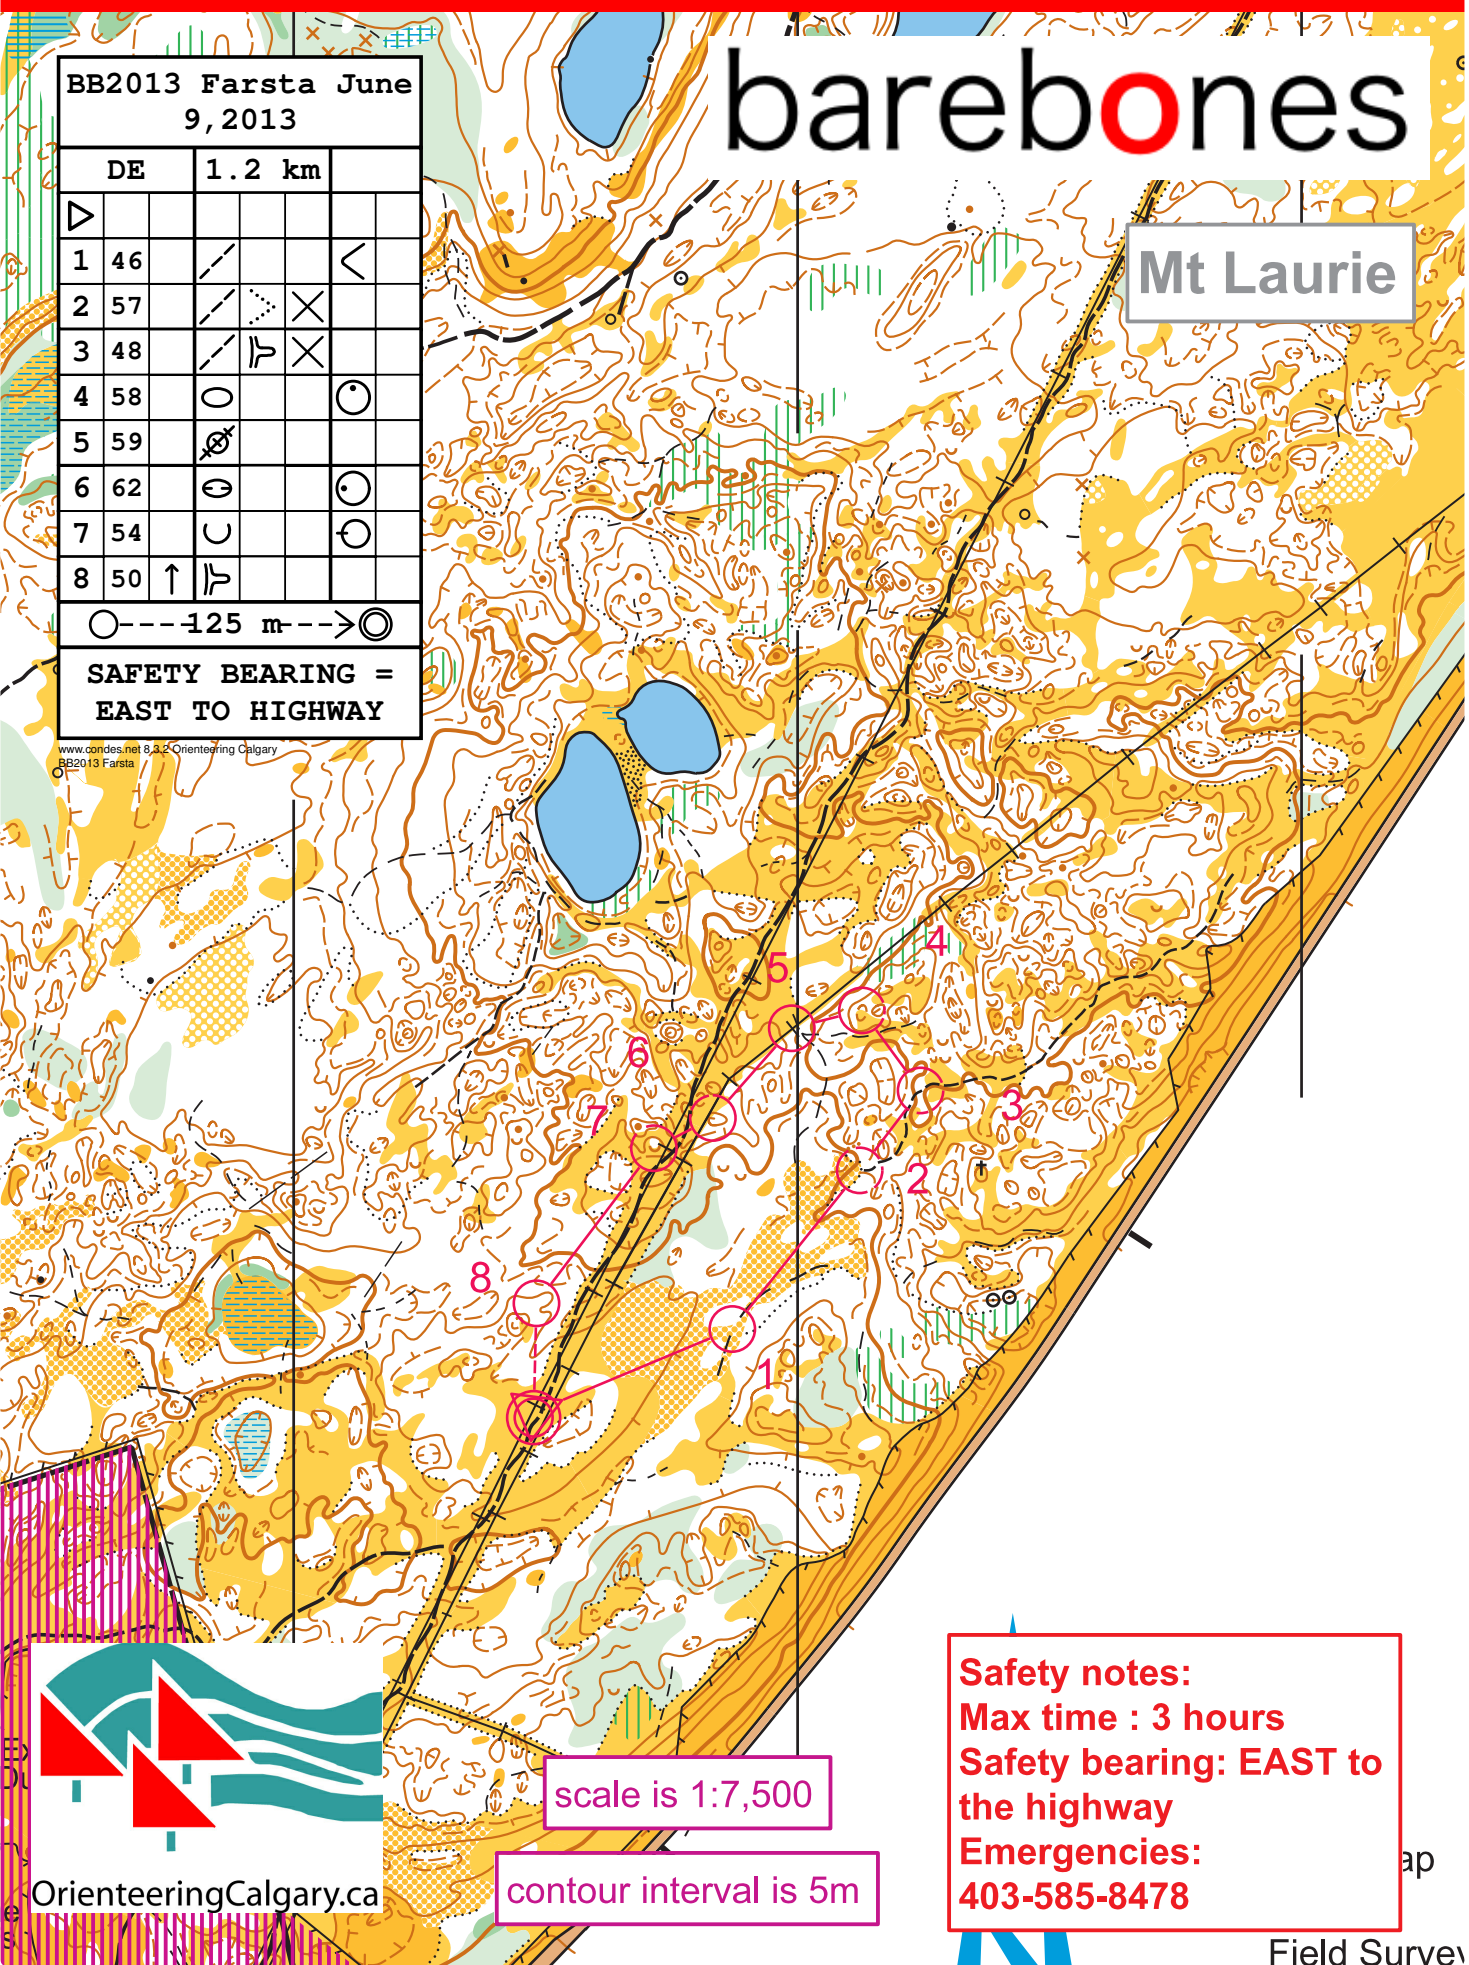 BB2013 Farsta June
9,2013
DE 1.2 km
1 46
2 57
3 48
4 58
5 59
6 62
7 54
8 50
125 m
SAFETY BEARING =
EAST TO HIGHWAY
www.condes.net 8.3.2 Orienteering Calgary
BB2013 Farsta
barebones
Mt Laurie
4
5
6
3
7
2
8
1
OrienteeringCalgary.ca
scale is 1:7,500
contour interval is 5m
Safety notes:
Max time : 3 hours
Safety bearing: EAST to
the highway
Emergencies:
403-585-8478
ap
Field Survey